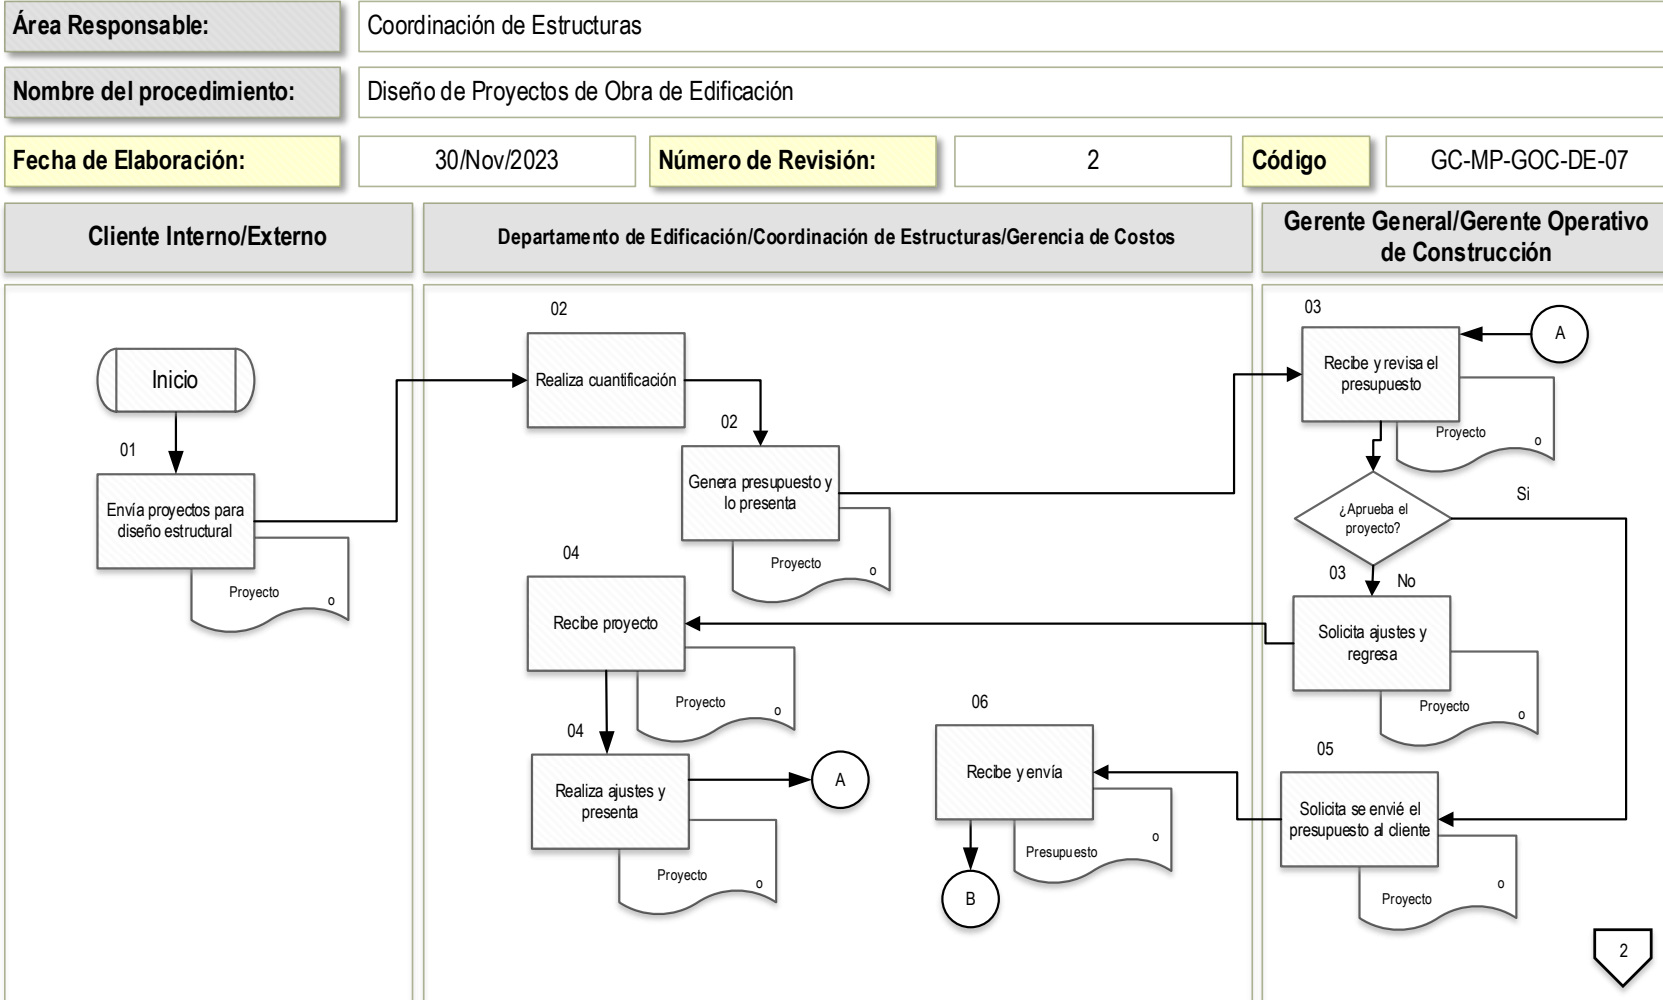 Área Responsable:
Coordinación de Estructuras
Nombre del procedimiento:
Diseño de Proyectos de Obra de Edificación
Fecha de Elaboración:
30/Nov/2023
Número de Revisión:
2
Código
GC-MP-GOC-DE-07
Cliente Interno/Externo
Departamento de Edificación/Coordinación de Estructuras/Gerencia de Costos
Gerente General/Gerente Operativo
de Construcción
Inicio
01
Envía proyectos para
diseño estructural
Proyecto
o
02
Realiza cuantificación
02
Genera presupuesto y
lo presenta
Proyecto
o
03
Recibe y revisa el
presupuesto
A
Proyecto
o
¿Aprueba el
proyecto?
Si
No
03
Solicita ajustes y
regresa
Proyecto
o
04
Recibe proyecto
Proyecto
o
04
Realiza ajustes y
presenta
A
Proyecto
o
05
Solicita se envié el
presupuesto al cliente
Proyecto
o
06
Recibe y envía
Presupuesto
o
B
2